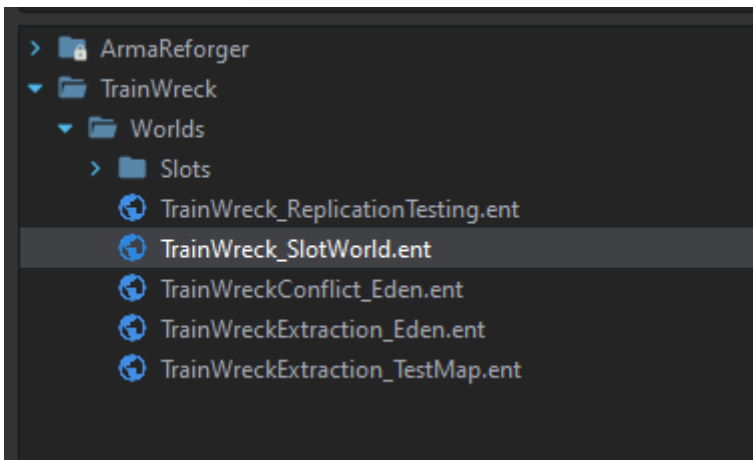 ArmaReforger
TrainWreck
Worlds
Slots
TrainWreck_ReplicationTesting.ent
TrainWreck_SlotWorld.ent
TrainWreckConflict_Eden.ent
TrainWreckExtraction_Eden.ent
TrainWreckExtraction_TestMap.ent